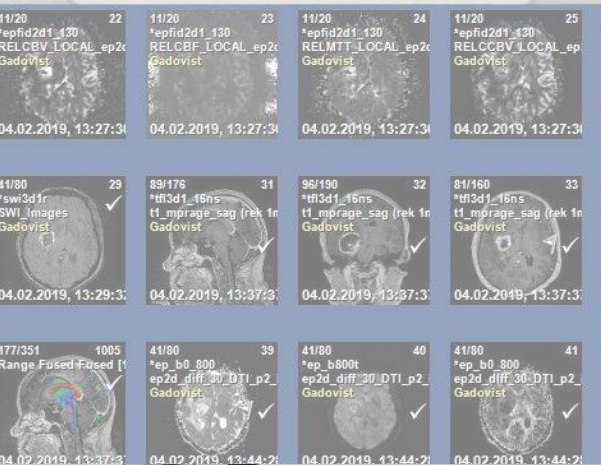 11/20 22
*epfid2d1_130
RELCBV_LOCAL_ep2d
Gadovist
04.02.2019, 13:27:3
11/20 23
*epfid2d1_130
RELCBF_LOCAL_ep2d
Gadovist
04.02.2019, 13:27:3
11/20 24
*epfid2d1_130
RELMTT_LOCAL_ep2d
Gadovist
04.02.2019, 13:27:3
11/20 25
*epfid2d1_130
RELCCBV_LOCAL_ep
Gadovist
04.02.2019, 13:27:3
41/80 29
*swi3d1r
SWI_Images
Gadovist
04.02.2019, 13:29:3
89/176 31
*tfl3d1_16ns
t1_mprage_sag (rek 1
Gadovist
04.02.2019, 13:37:3
96/190 32
*tfl3d1_16ns
t1_mprage_sag (rek 1
Gadovist
04.02.2019, 13:37:3
81/160 33
*tfl3d1_16ns
t1_mprage_sag (rek 1
Gadovist
04.02.2019, 13:37:3
177/351 1005
Range Fused Fused [1
04.02.2019, 13:37:3
41/80 39
*ep_b0_800
ep2d_diff_30_DTI_p2_
Gadovist
04.02.2019, 13:44:2
41/80 40
*ep_b800t
ep2d_diff_30_DTI_p2_
Gadovist
04.02.2019, 13:44:2
41/80 41
*ep_b0_800
ep2d_diff_30_DTI_p2_
Gadovist
04.02.2019, 13:44:2